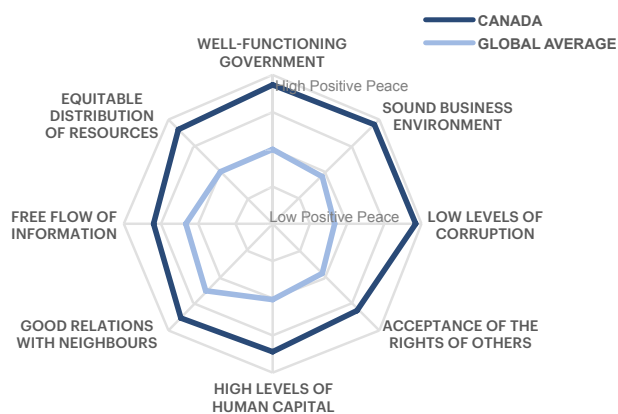 CANADA
GLOBAL AVERAGE
WELL-FUNCTIONING
GOVERNMENT
High Positive Peace
EQUITABLE
DISTRIBUTION
OF RESOURCES
SOUND BUSINESS
ENVIRONMENT
FREE FLOW OF
INFORMATION
Low Positive Peace
LOW LEVELS OF
CORRUPTION
GOOD RELATIONS
WITH NEIGHBOURS
ACCEPTANCE OF THE
RIGHTS OF OTHERS
HIGH LEVELS OF
HUMAN CAPITAL